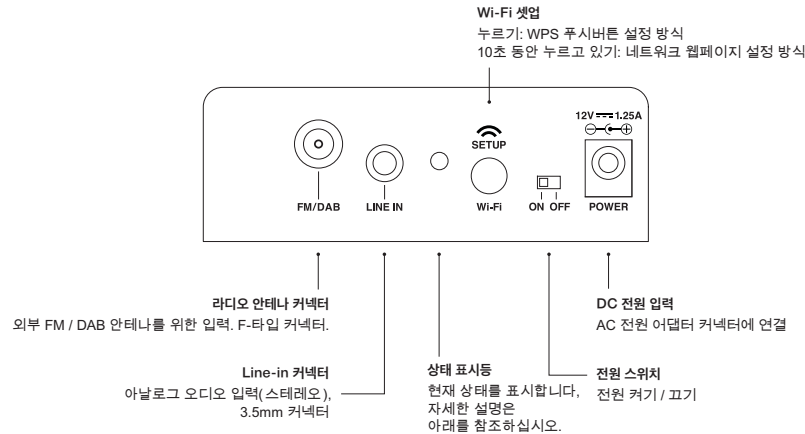 Wi-Fi 셋업
누르기: WPS 푸시버튼 설정 방식
10초 동안 누르고 있기: 네트워크 웹페이지 설정 방식
12V 1.25A
SETUP
FM/DAB
LINE IN
Wi-Fi
ON OFF
POWER
라디오 안테나 커넥터
외부 FM / DAB 안테나를 위한 입력. F-타입 커넥터.
DC 전원 입력
AC 전원 어댑터 커넥터에 연결
Line-in 커넥터
아날로그 오디오 입력(스테레오),
3.5mm 커넥터
상태 표시등
현재 상태를 표시합니다,
자세한 설명은
아래를 참조하십시오.
전원 스위치
전원 켜기 / 끄기